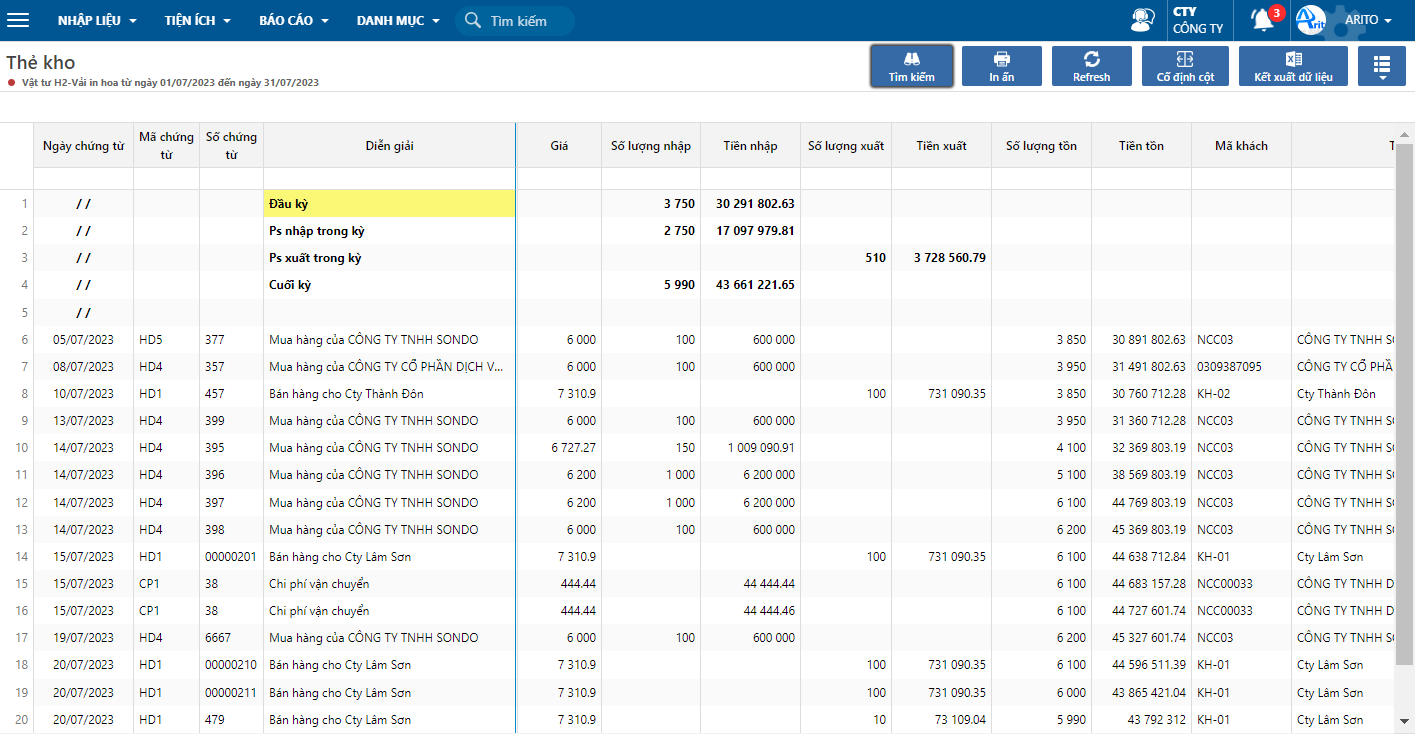 NHẬP LIỆU TIỆN ÍCH BÁO CÁO DANH MỤC Tìm kiếm CTY CÔNG TY 3 Arit ARITO
Thẻ kho
Vật tư H2-Vải in hoa từ ngày 01/07/2023 đến ngày 31/07/2023
Tìm kiếm In ấn Refresh Cố định cột Kết xuất dữ liệu
Ngày chứng từ Mã chứng từ Số chứng từ Diễn giải Giá Số lượng nhập Tiền nhập Số lượng xuất Tiền xuất Số lượng tồn Tiền tồn Mã khách T
1 / / Đầu kỳ 3 750 30 291 802.63
2 / / Ps nhập trong kỳ 2 750 17 097 979.81
3 / / Ps xuất trong kỳ 510 3 728 560.79
4 / / Cuối kỳ 5 990 43 661 221.65
5 / /
6 05/07/2023 HD5 377 Mua hàng của CÔNG TY TNHH SONDO 6 000 100 600 000 3 850 30 891 802.63 NCC03 CÔNG TY TNHH S
7 08/07/2023 HD4 357 Mua hàng của CÔNG TY CỔ PHẦN DỊCH V... 6 000 100 600 000 3 950 31 491 802.63 0309387095 CÔNG TY CỔ PHẦ
8 10/07/2023 HD1 457 Bán hàng cho Cty Thành Đôn 7 310.9 100 731 090.35 3 850 30 760 712.28 KH-02 Cty Thành Đôn
9 13/07/2023 HD4 399 Mua hàng của CÔNG TY TNHH SONDO 6 000 100 600 000 3 950 31 360 712.28 NCC03 CÔNG TY TNHH S
10 14/07/2023 HD4 395 Mua hàng của CÔNG TY TNHH SONDO 6 727.27 150 1 009 090.91 4 100 32 369 803.19 NCC03 CÔNG TY TNHH S
11 14/07/2023 HD4 396 Mua hàng của CÔNG TY TNHH SONDO 6 200 1 000 6 200 000 5 100 38 569 803.19 NCC03 CÔNG TY TNHH S
12 14/07/2023 HD4 397 Mua hàng của CÔNG TY TNHH SONDO 6 200 1 000 6 200 000 6 100 44 769 803.19 NCC03 CÔNG TY TNHH S
13 14/07/2023 HD4 398 Mua hàng của CÔNG TY TNHH SONDO 6 000 100 600 000 6 200 45 369 803.19 NCC03 CÔNG TY TNHH S
14 15/07/2023 HD1 00000201 Bán hàng cho Cty Lâm Sơn 7 310.9 100 731 090.35 6 100 44 638 712.84 KH-01 Cty Lâm Sơn
15 15/07/2023 CP1 38 Chi phí vận chuyển 444.44 44 444.44 6 100 44 683 157.28 NCC00033 CÔNG TY TNHH D
16 15/07/2023 CP1 38 Chi phí vận chuyển 444.44 44 444.46 6 100 44 727 601.74 NCC00033 CÔNG TY TNHH D
17 19/07/2023 HD4 6667 Mua hàng của CÔNG TY TNHH SONDO 6 000 100 600 000 6 200 45 327 601.74 NCC03 CÔNG TY TNHH S
18 20/07/2023 HD1 00000210 Bán hàng cho Cty Lâm Sơn 7 310.9 100 731 090.35 6 100 44 596 511.39 KH-01 Cty Lâm Sơn
19 20/07/2023 HD1 00000211 Bán hàng cho Cty Lâm Sơn 7 310.9 100 731 090.35 6 000 43 865 421.04 KH-01 Cty Lâm Sơn
20 20/07/2023 HD1 479 Bán hàng cho Cty Lâm Sơn 7 310.9 10 73 109.04 5 990 43 792 312 KH-01 Cty Lâm Sơn